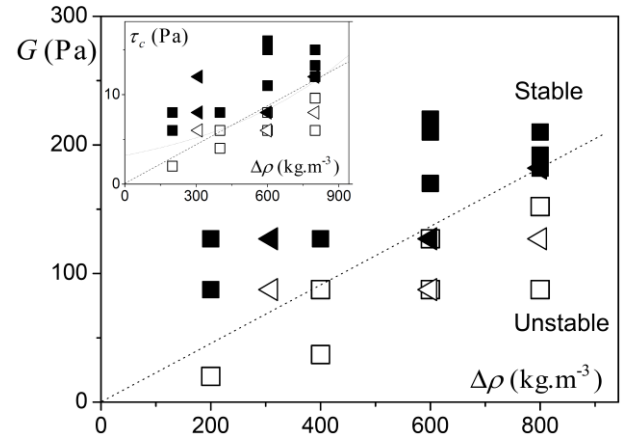 300
G (Pa)
200
100
0
τc (Pa)
10
0
0 300 600 900
Δρ (kg.m-3)
Stable
Unstable
Δρ (kg.m-3)
0 200 400 600 800